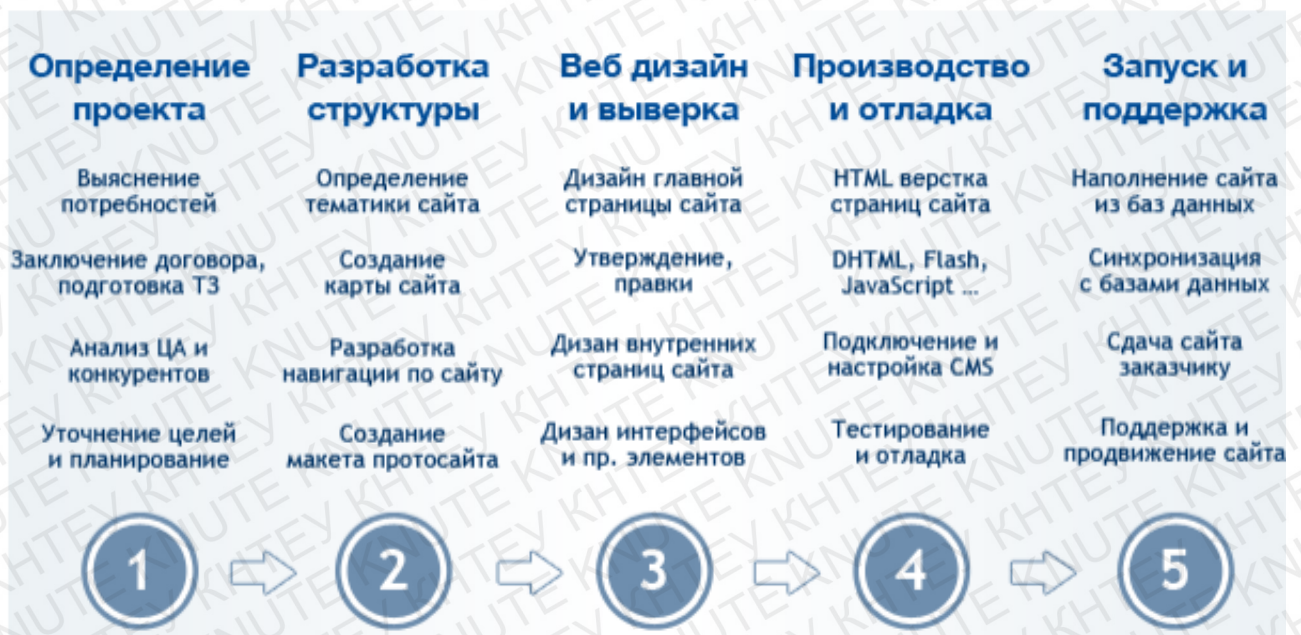 Определение
проекта
Выяснение
потребностей
Заключение договора,
подготовка ТЗ
Анализ ЦА и
конкурентов
Уточнение целей
и планирование
1
Разработка
структуры
Определение
тематики сайта
Создание
карты сайта
Разработка
навигации по сайту
Создание
макета протосайта
2
Веб дизайн
и выверка
Дизайн главной
страницы сайта
Утверждение,
правки
Дизан внутренних
страниц сайта
Дизан интерфейсов
и пр. элементов
3
Производство
и отладка
HTML верстка
страниц сайта
DHTML, Flash,
JavaScript ...
Подключение и
настройка CMS
Тестирование
и отладка
4
Запуск и
поддержка
Наполнение сайта
из баз данных
Синхронизация
с базами данных
Сдача сайта
заказчику
Поддержка и
продвижение сайта
5